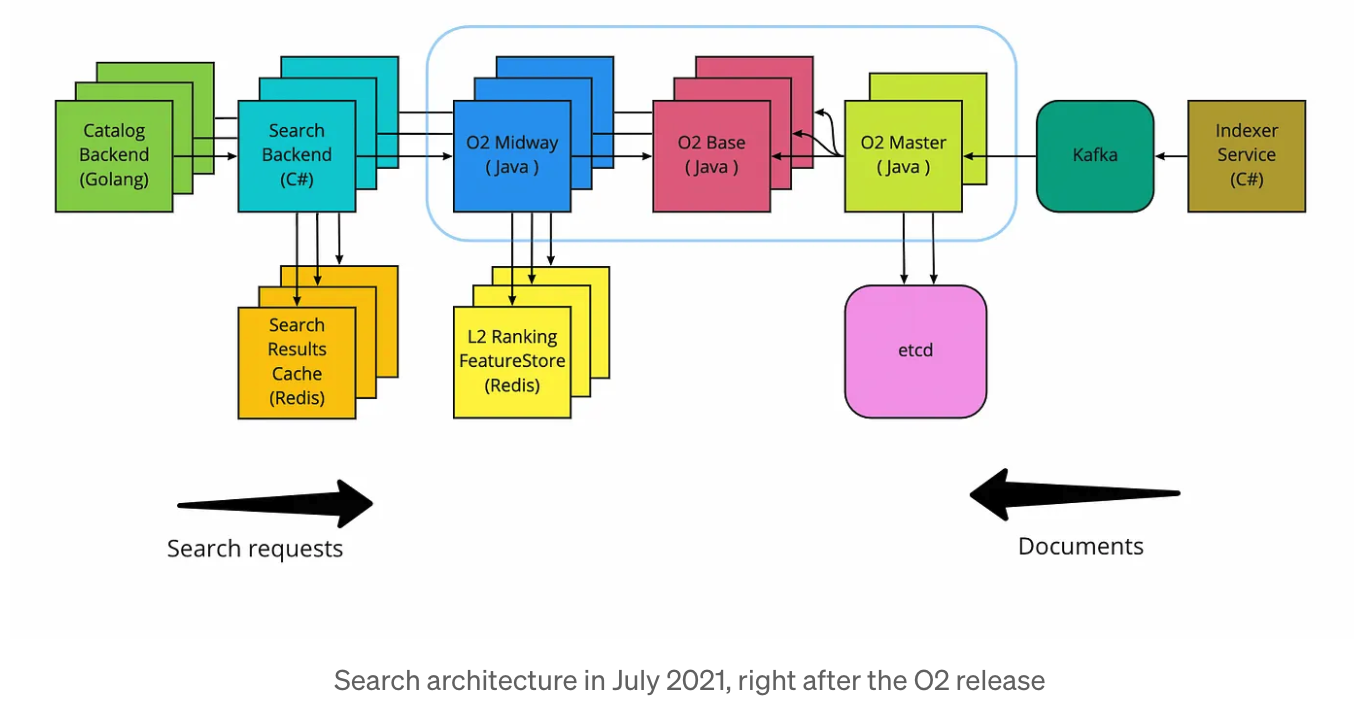 Catalog
Backend
(Golang)
Search
Backend
(C#)
O2 Midway
( Java )
O2 Base
( Java )
O2 Master
( Java )
Kafka
Indexer
Service
(C#)
Search
Results
Cache
(Redis)
L2 Ranking
FeatureStore
(Redis)
etcd
Search requests
Documents
Search architecture in July 2021, right after the O2 release